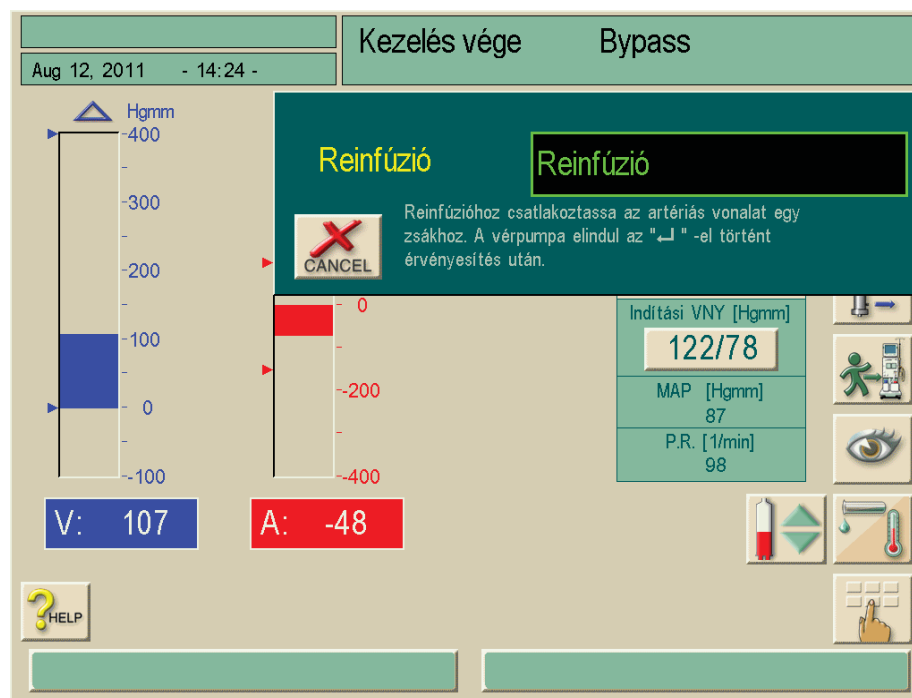 Kezelés vége Bypass
Aug 12, 2011 - 14:24 -
Hgmm
400
300
200
100
0
-100
V: 107
Reinfúzió
Reinfúzió
Reinfúzióhoz csatlakoztassa az artériás vonalat egy
zsákhoz. A vérpumpa elindul az "↵" -el történt
érvényesítés után.
CANCEL
0
-200
-400
A: -48
Indítási VNY [Hgmm]
122/78
MAP [Hgmm]
87
P.R. [1/min]
98
HELP